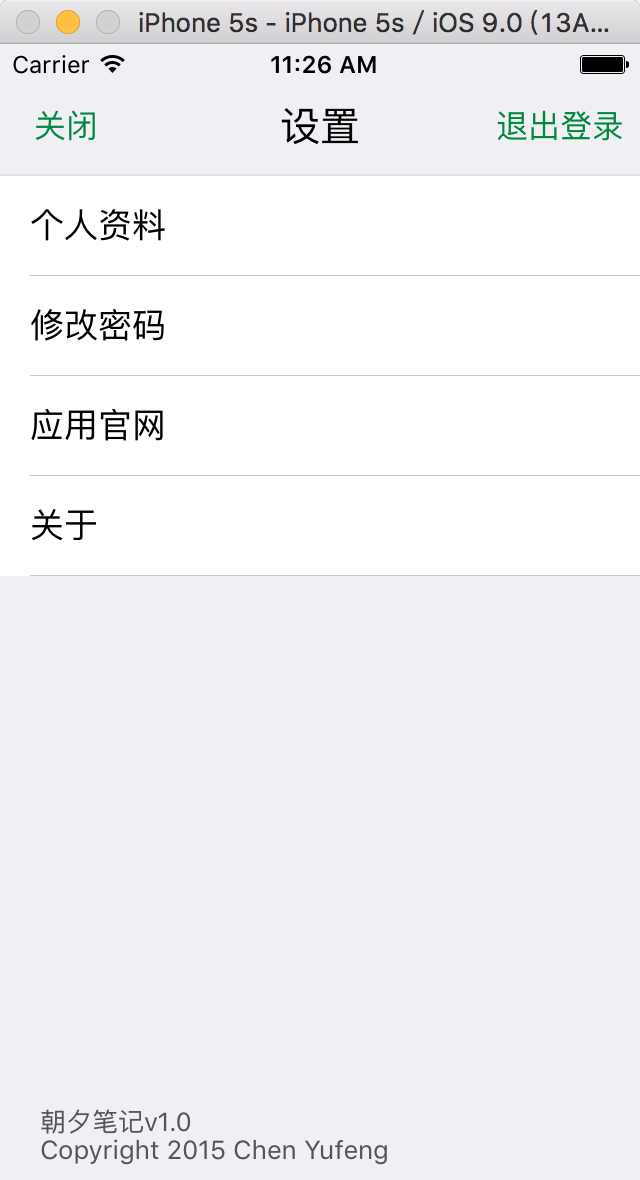 iPhone 5s - iPhone 5s / iOS 9.0 (13A...
Carrier 11:26 AM
关闭 设置 退出登录
个人资料
修改密码
应用官网
关于
朝夕笔记v1.0
Copyright 2015 Chen Yufeng